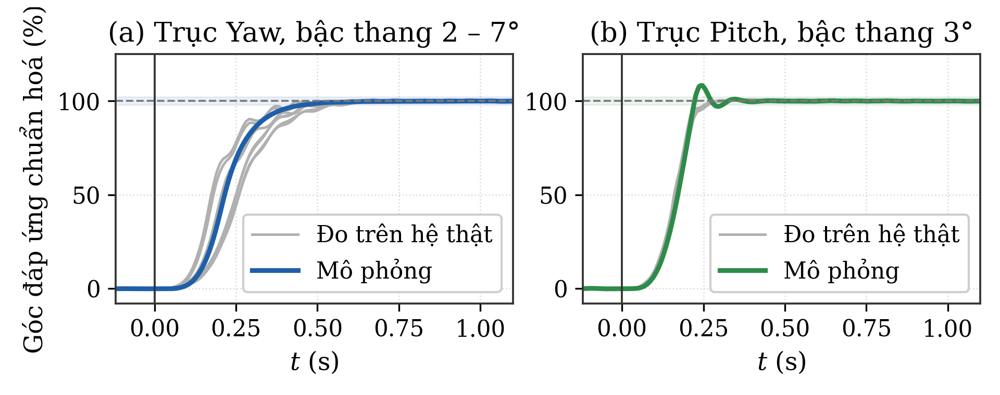 Góc đáp ứng chuẩn hoá (%)
(a) Trục Yaw, bậc thang 2 – 7°
100
50
0
Đo trên hệ thật
Mô phỏng
0.00 0.25 0.50 0.75 1.00
t (s)
(b) Trục Pitch, bậc thang 3°
100
50
0
Đo trên hệ thật
Mô phỏng
0.00 0.25 0.50 0.75 1.00
t (s)